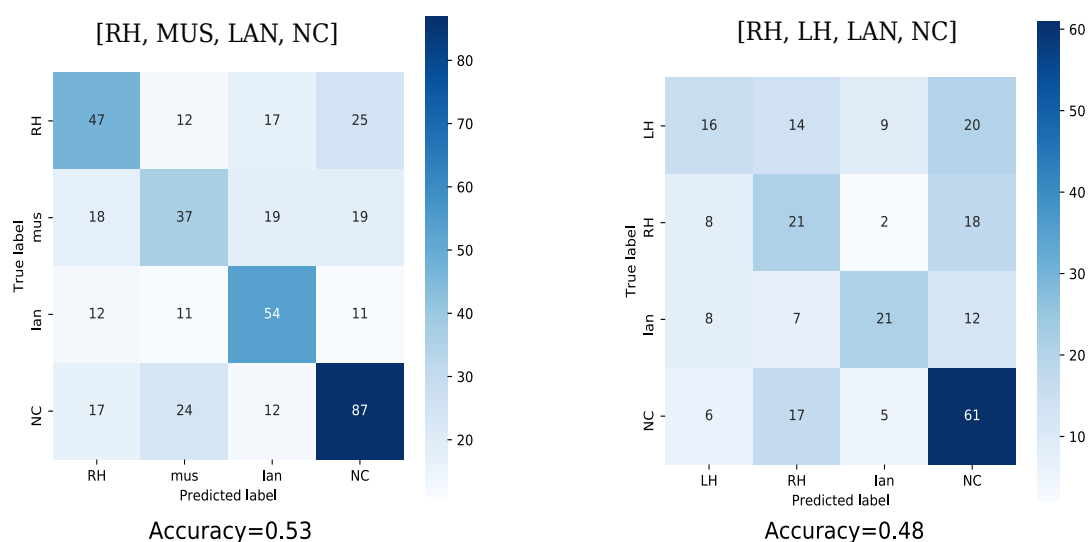 [RH, MUS, LAN, NC]
RH 47 12 17 25
mus 18 37 19 19
lan 12 11 54 11
NC 17 24 12 87
RH mus lan NC
True label
Predicted label
80
70
60
50
40
30
20
Accuracy=0.53
[RH, LH, LAN, NC]
LH 16 14 9 20
RH 8 21 2 18
lan 8 7 21 12
NC 6 17 5 61
LH RH lan NC
True label
Predicted label
60
50
40
30
20
10
Accuracy=0.48